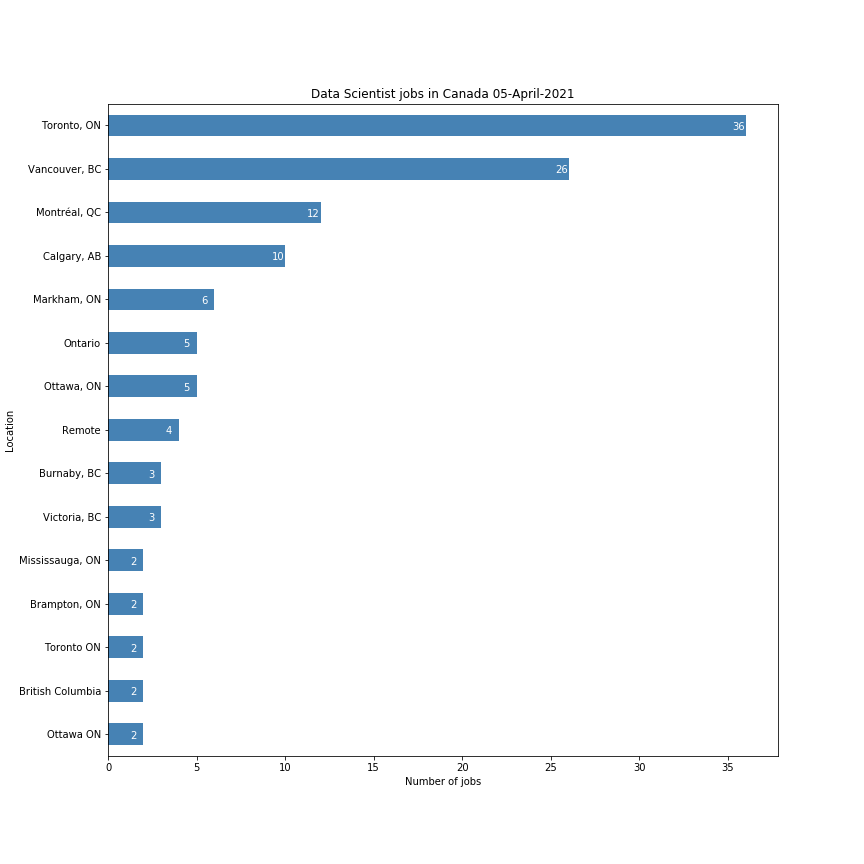 Data Scientist jobs in Canada 05-April-2021
Toronto, ON 36
Vancouver, BC 26
Montréal, QC 12
Calgary, AB 10
Markham, ON 6
Ontario 5
Ottawa, ON 5
Remote 4
Burnaby, BC 3
Victoria, BC 3
Mississauga, ON 2
Brampton, ON 2
Toronto ON 2
British Columbia 2
Ottawa ON 2
Location
0 5 10 15 20 25 30 35
Number of jobs